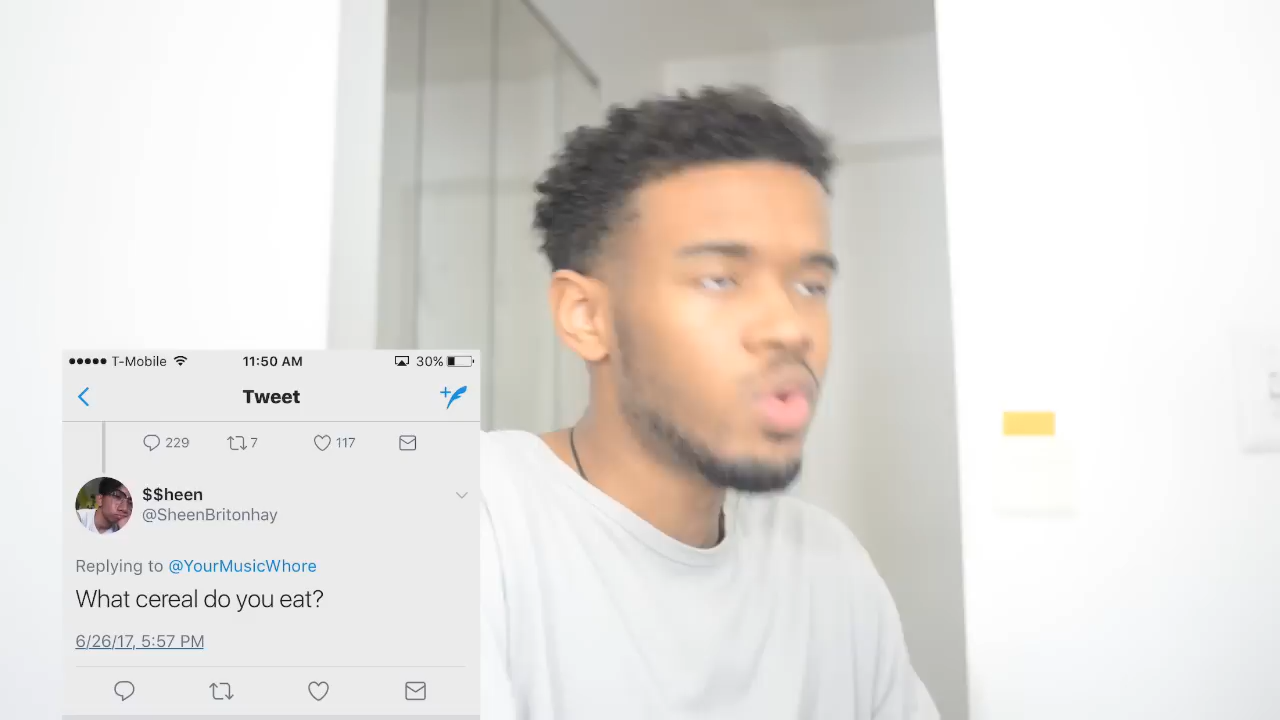 T-Mobile 11:50 AM 30%
Tweet
229 7 117
$$heen
@SheenBritonhay
Replying to @YourMusicWhore
What cereal do you eat?
6/26/17, 5:57 PM